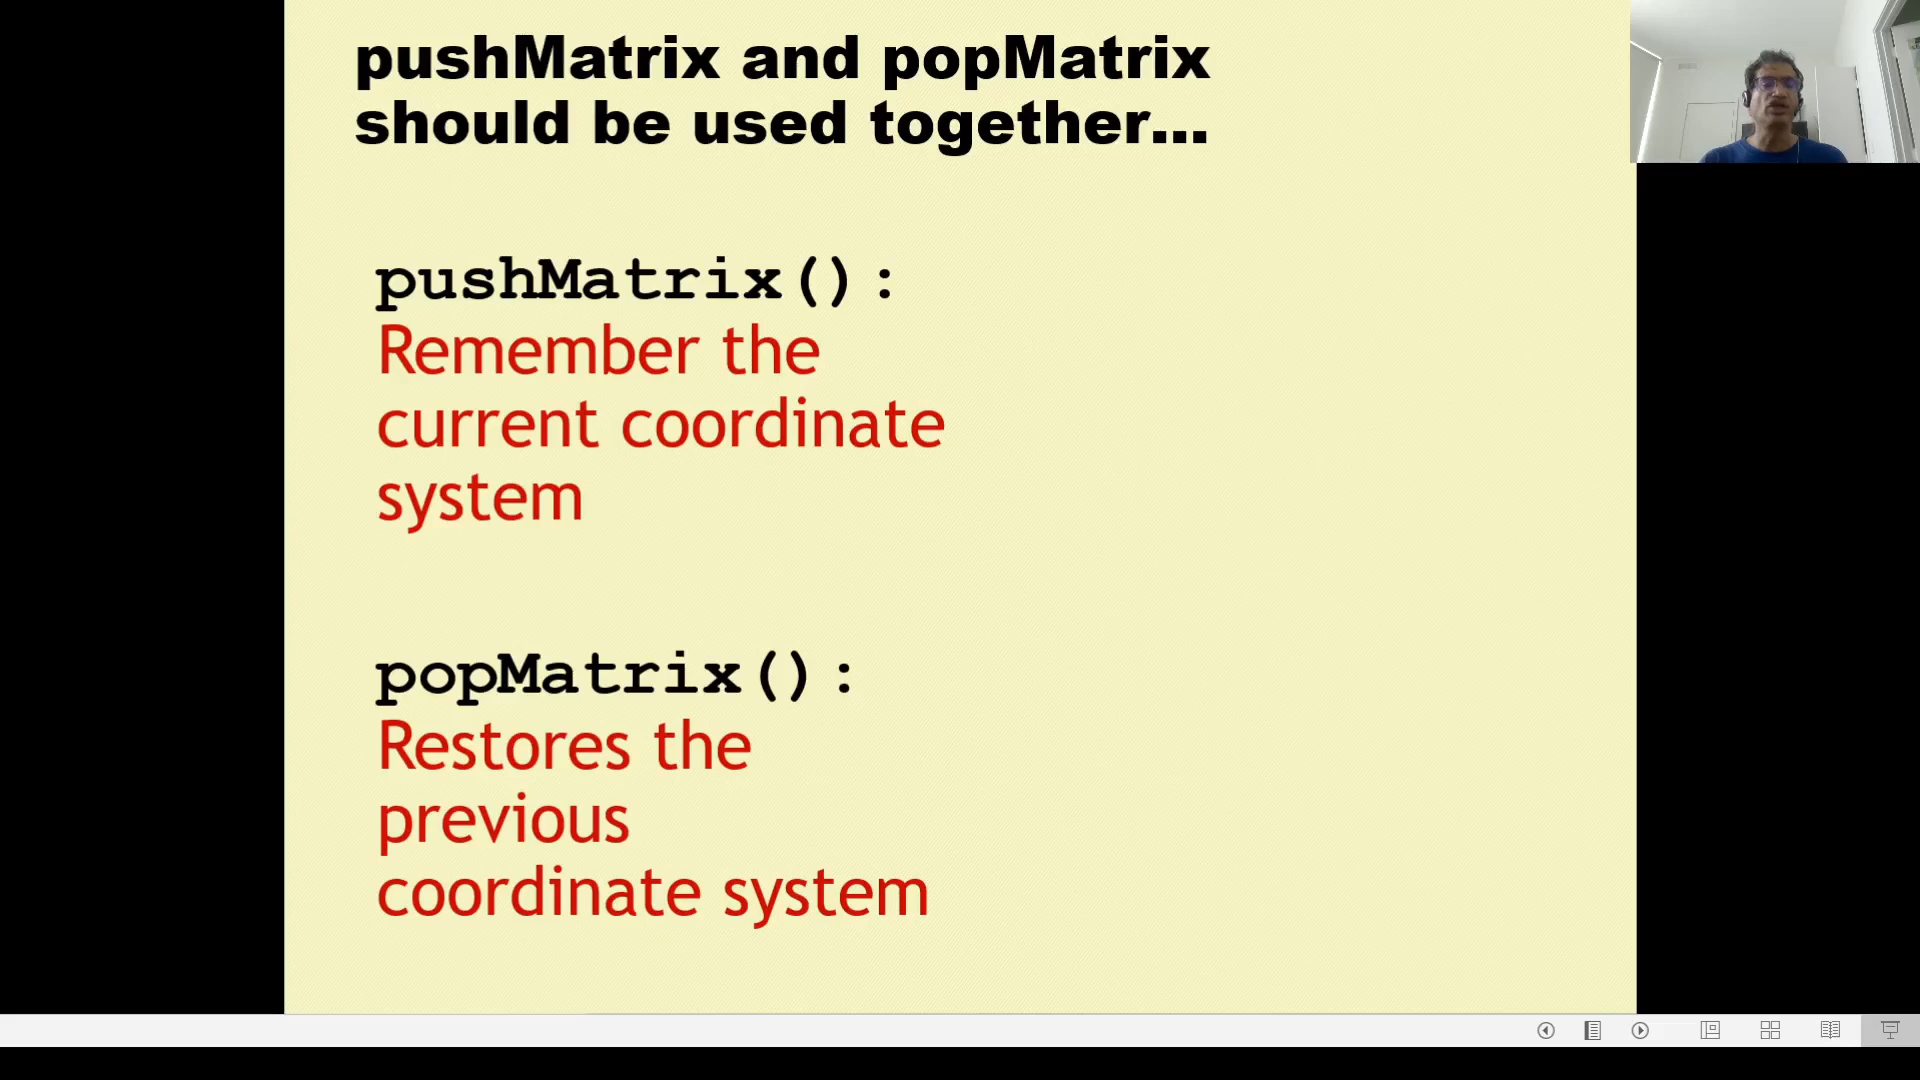 pushMatrix and popMatrix
should be used together...
pushMatrix():
Remember the
current coordinate
system
popMatrix():
Restores the
previous
coordinate system